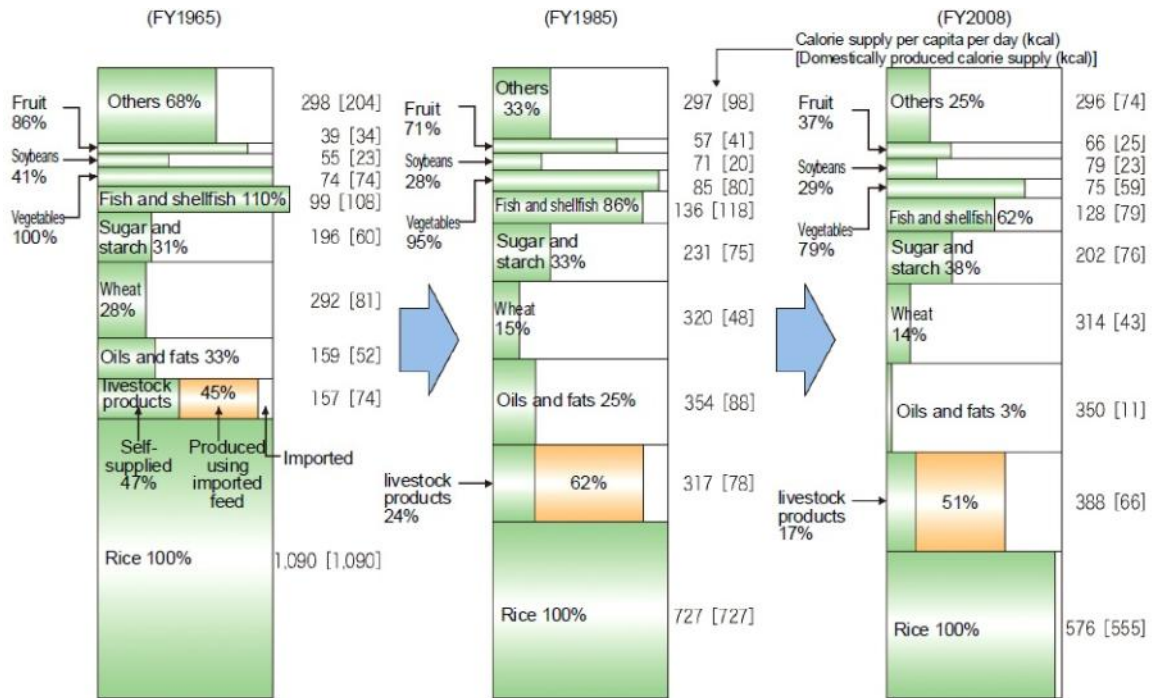 (FY1965)
(FY1985)
(FY2008)
Calorie supply per capita per day (kcal)
[Domestically produced calorie supply (kcal)]
Others 68%
298 [204]
Fruit
86%
39 [34]
Soybeans
41%
55 [23]
74 [74]
Fish and shellfish 110%
99 [108]
Vegetables
100%
Sugar and
starch 31%
196 [60]
Wheat
28%
292 [81]
Oils and fats 33%
159 [52]
livestock
products
45%
157 [74]
Self-
supplied
47%
Produced
using
imported
feed
Imported
Rice 100%
1,090 [1,090]
Others
33%
297 [98]
Fruit
71%
57 [41]
Soybeans
28%
71 [20]
85 [80]
Fish and shellfish 86%
136 [118]
Vegetables
95%
Sugar and
starch 33%
231 [75]
Wheat
15%
320 [48]
Oils and fats 25%
354 [88]
livestock
products
24%
62%
317 [78]
Rice 100%
727 [727]
Others 25%
296 [74]
Fruit
37%
66 [25]
Soybeans
29%
79 [23]
75 [59]
Fish and shellfish 62%
128 [79]
Vegetables
79%
Sugar and
starch 38%
202 [76]
Wheat
14%
314 [43]
Oils and fats 3%
350 [11]
livestock
products
17%
51%
388 [66]
Rice 100%
576 [555]